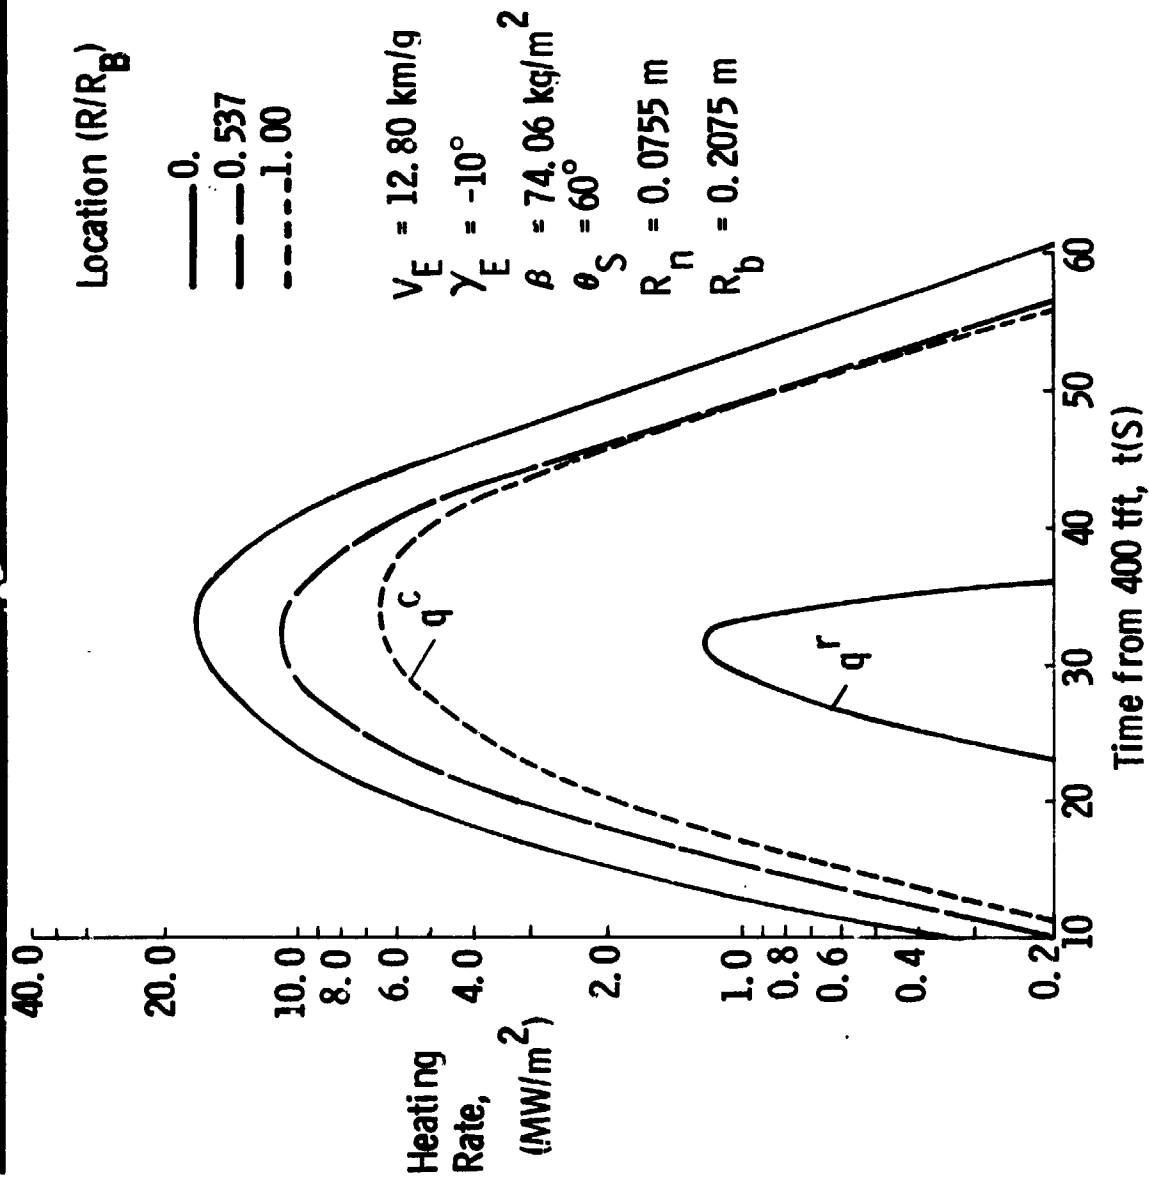 40.0
20.0
10.0
8.0
6.0
4.0
2.0
1.0
0.8
0.6
0.4
0.2
Heating
Rate,
(MW/m²)
10
20
30
40
50
60
Time from 400 tft, t(S)
q^c
q^r
Location (R/R_B)
0.
0.537
1.00
V_E = 12.80 km/g
γ_E = -10°
β = 74.06 kg/m²
θ_S = 60°
R_n = 0.0755 m
R_b = 0.2075 m